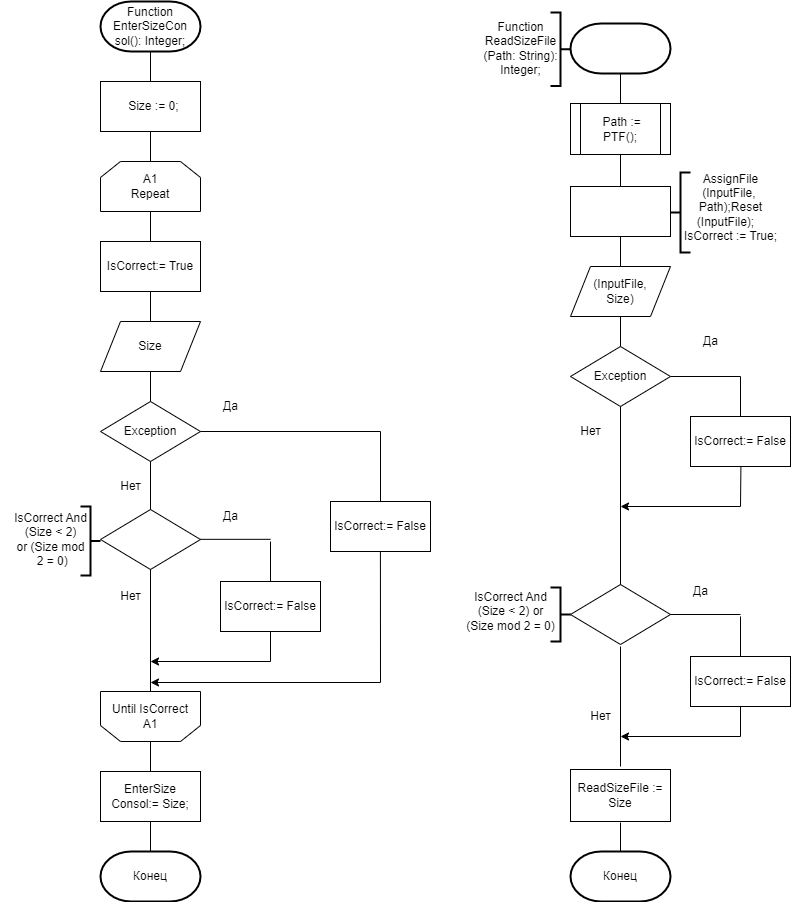 Function
EnterSizeCon
sol(): Integer;
Size := 0;
A1
Repeat
IsCorrect:= True
Size
Exception
Да
Нет
IsCorrect:= False
IsCorrect And
(Size < 2)
or (Size mod
2 = 0)
Да
Нет
IsCorrect:= False
Until IsCorrect
A1
EnterSize
Consol:= Size;
Конец
Function
ReadSizeFile
(Path: String):
Integer;
Path :=
PTF();
AssignFile
(InputFile,
Path);Reset
(InputFile);
IsCorrect := True;
(InputFile,
Size)
Exception
Да
Нет
IsCorrect:= False
IsCorrect And
(Size < 2) or
(Size mod 2 = 0)
Да
Нет
IsCorrect:= False
ReadSizeFile :=
Size
Конец